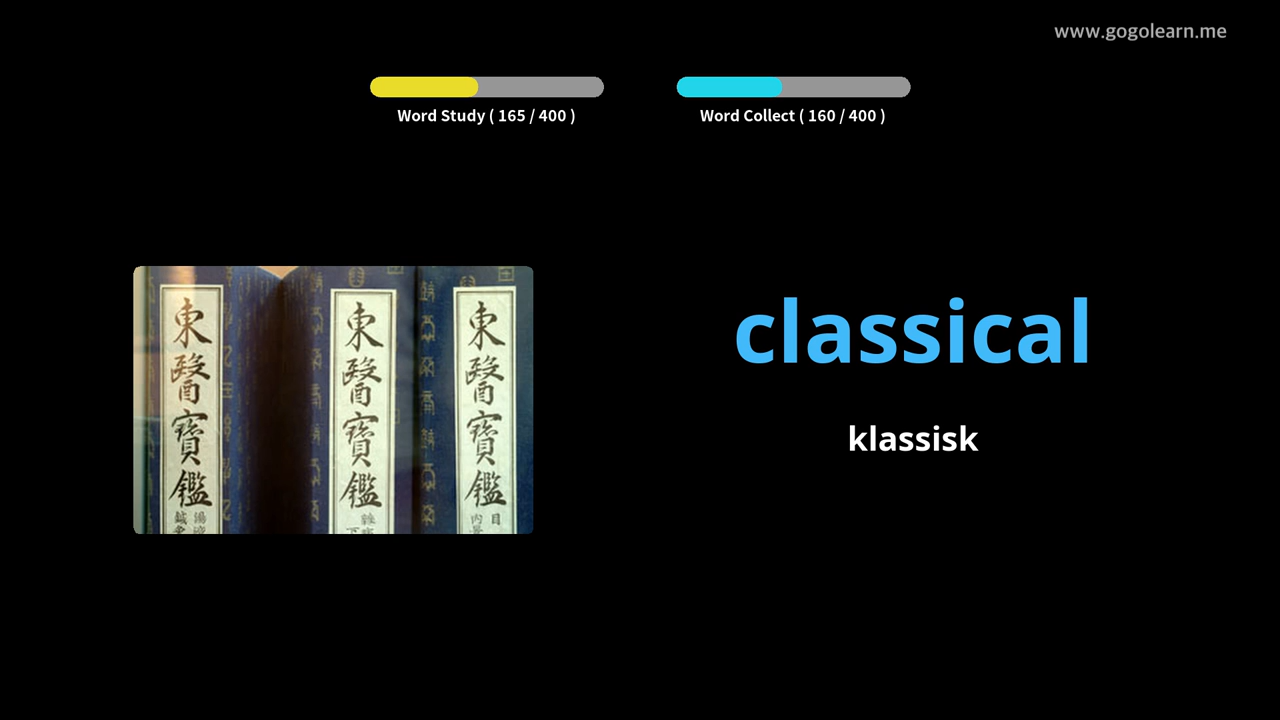 www.gogolearn.me
Word Study ( 165 / 400 )
Word Collect ( 160 / 400 )
東醫寶鑑
東醫寶鑑
東醫寶鑑
classical
klassisk